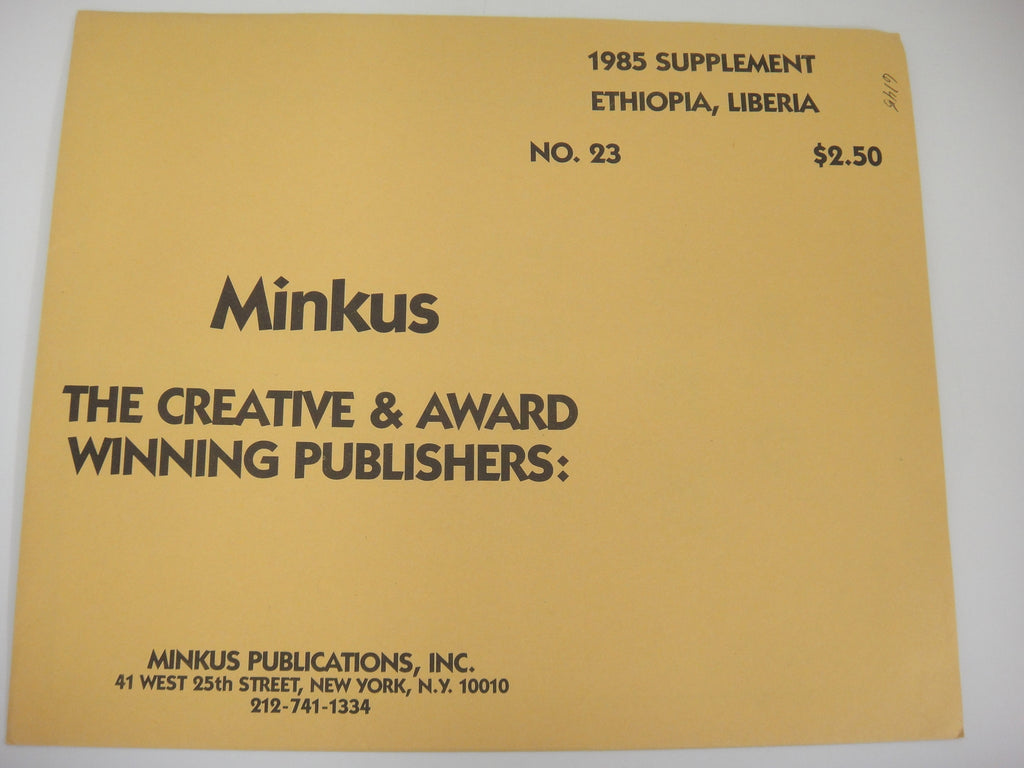 1985 SUPPLEMENT
ETHIOPIA, LIBERIA
NO. 23 $2.50
6145
Minkus
THE CREATIVE & AWARD
WINNING PUBLISHERS:
MINKUS PUBLICATIONS, INC.
41 WEST 25th STREET, NEW YORK, N.Y. 10010
212-741-1334